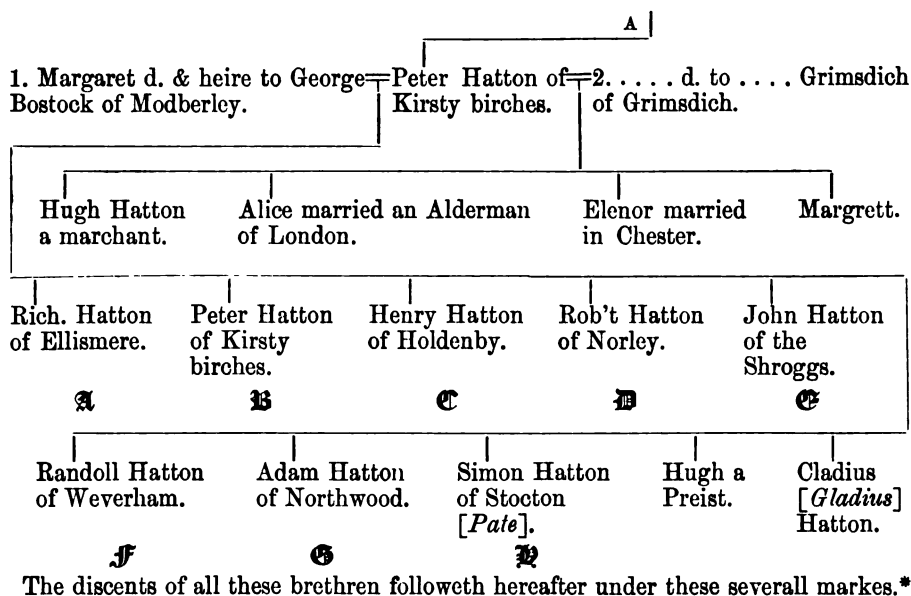 A
1. Margaret d. & heire to George=Peter Hatton of=2. . . . . d. to . . . . Grimsdich
Bostock of Modberley. Kirsty birches. of Grimsdich.
Hugh Hatton Alice married an Alderman Elenor married Margrett.
a marchant. of London. in Chester.
Rich. Hatton Peter Hatton Henry Hatton Rob't Hatton John Hatton
of Ellismere. of Kirsty of Holdenby. of Norley. of the
birches. Shroggs.
A B C D E
Randoll Hatton Adam Hatton Simon Hatton Hugh a Cladius
of Weverham. of Northwood. of Stocton Preist. [Gladius]
[Pate]. Hatton.
F G H
The discents of all these brethren followeth hereafter under these severall markes.*